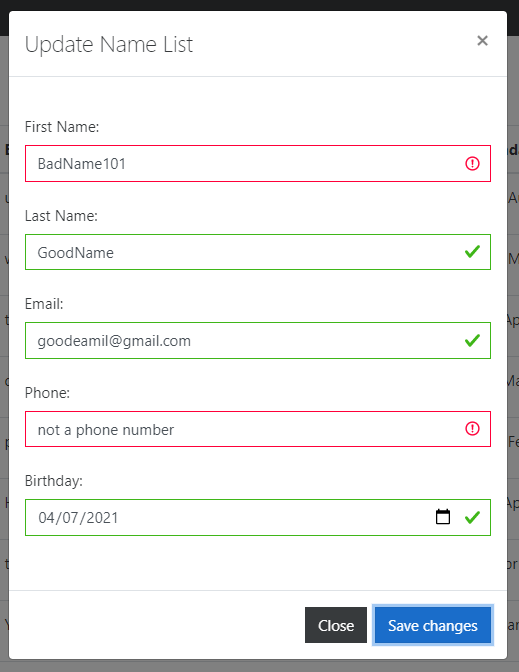 Update Name List
×
First Name:
BadName101
Last Name:
GoodName
Email:
goodeamil@gmail.com
Phone:
not a phone number
Birthday:
04/07/2021
Close
Save changes